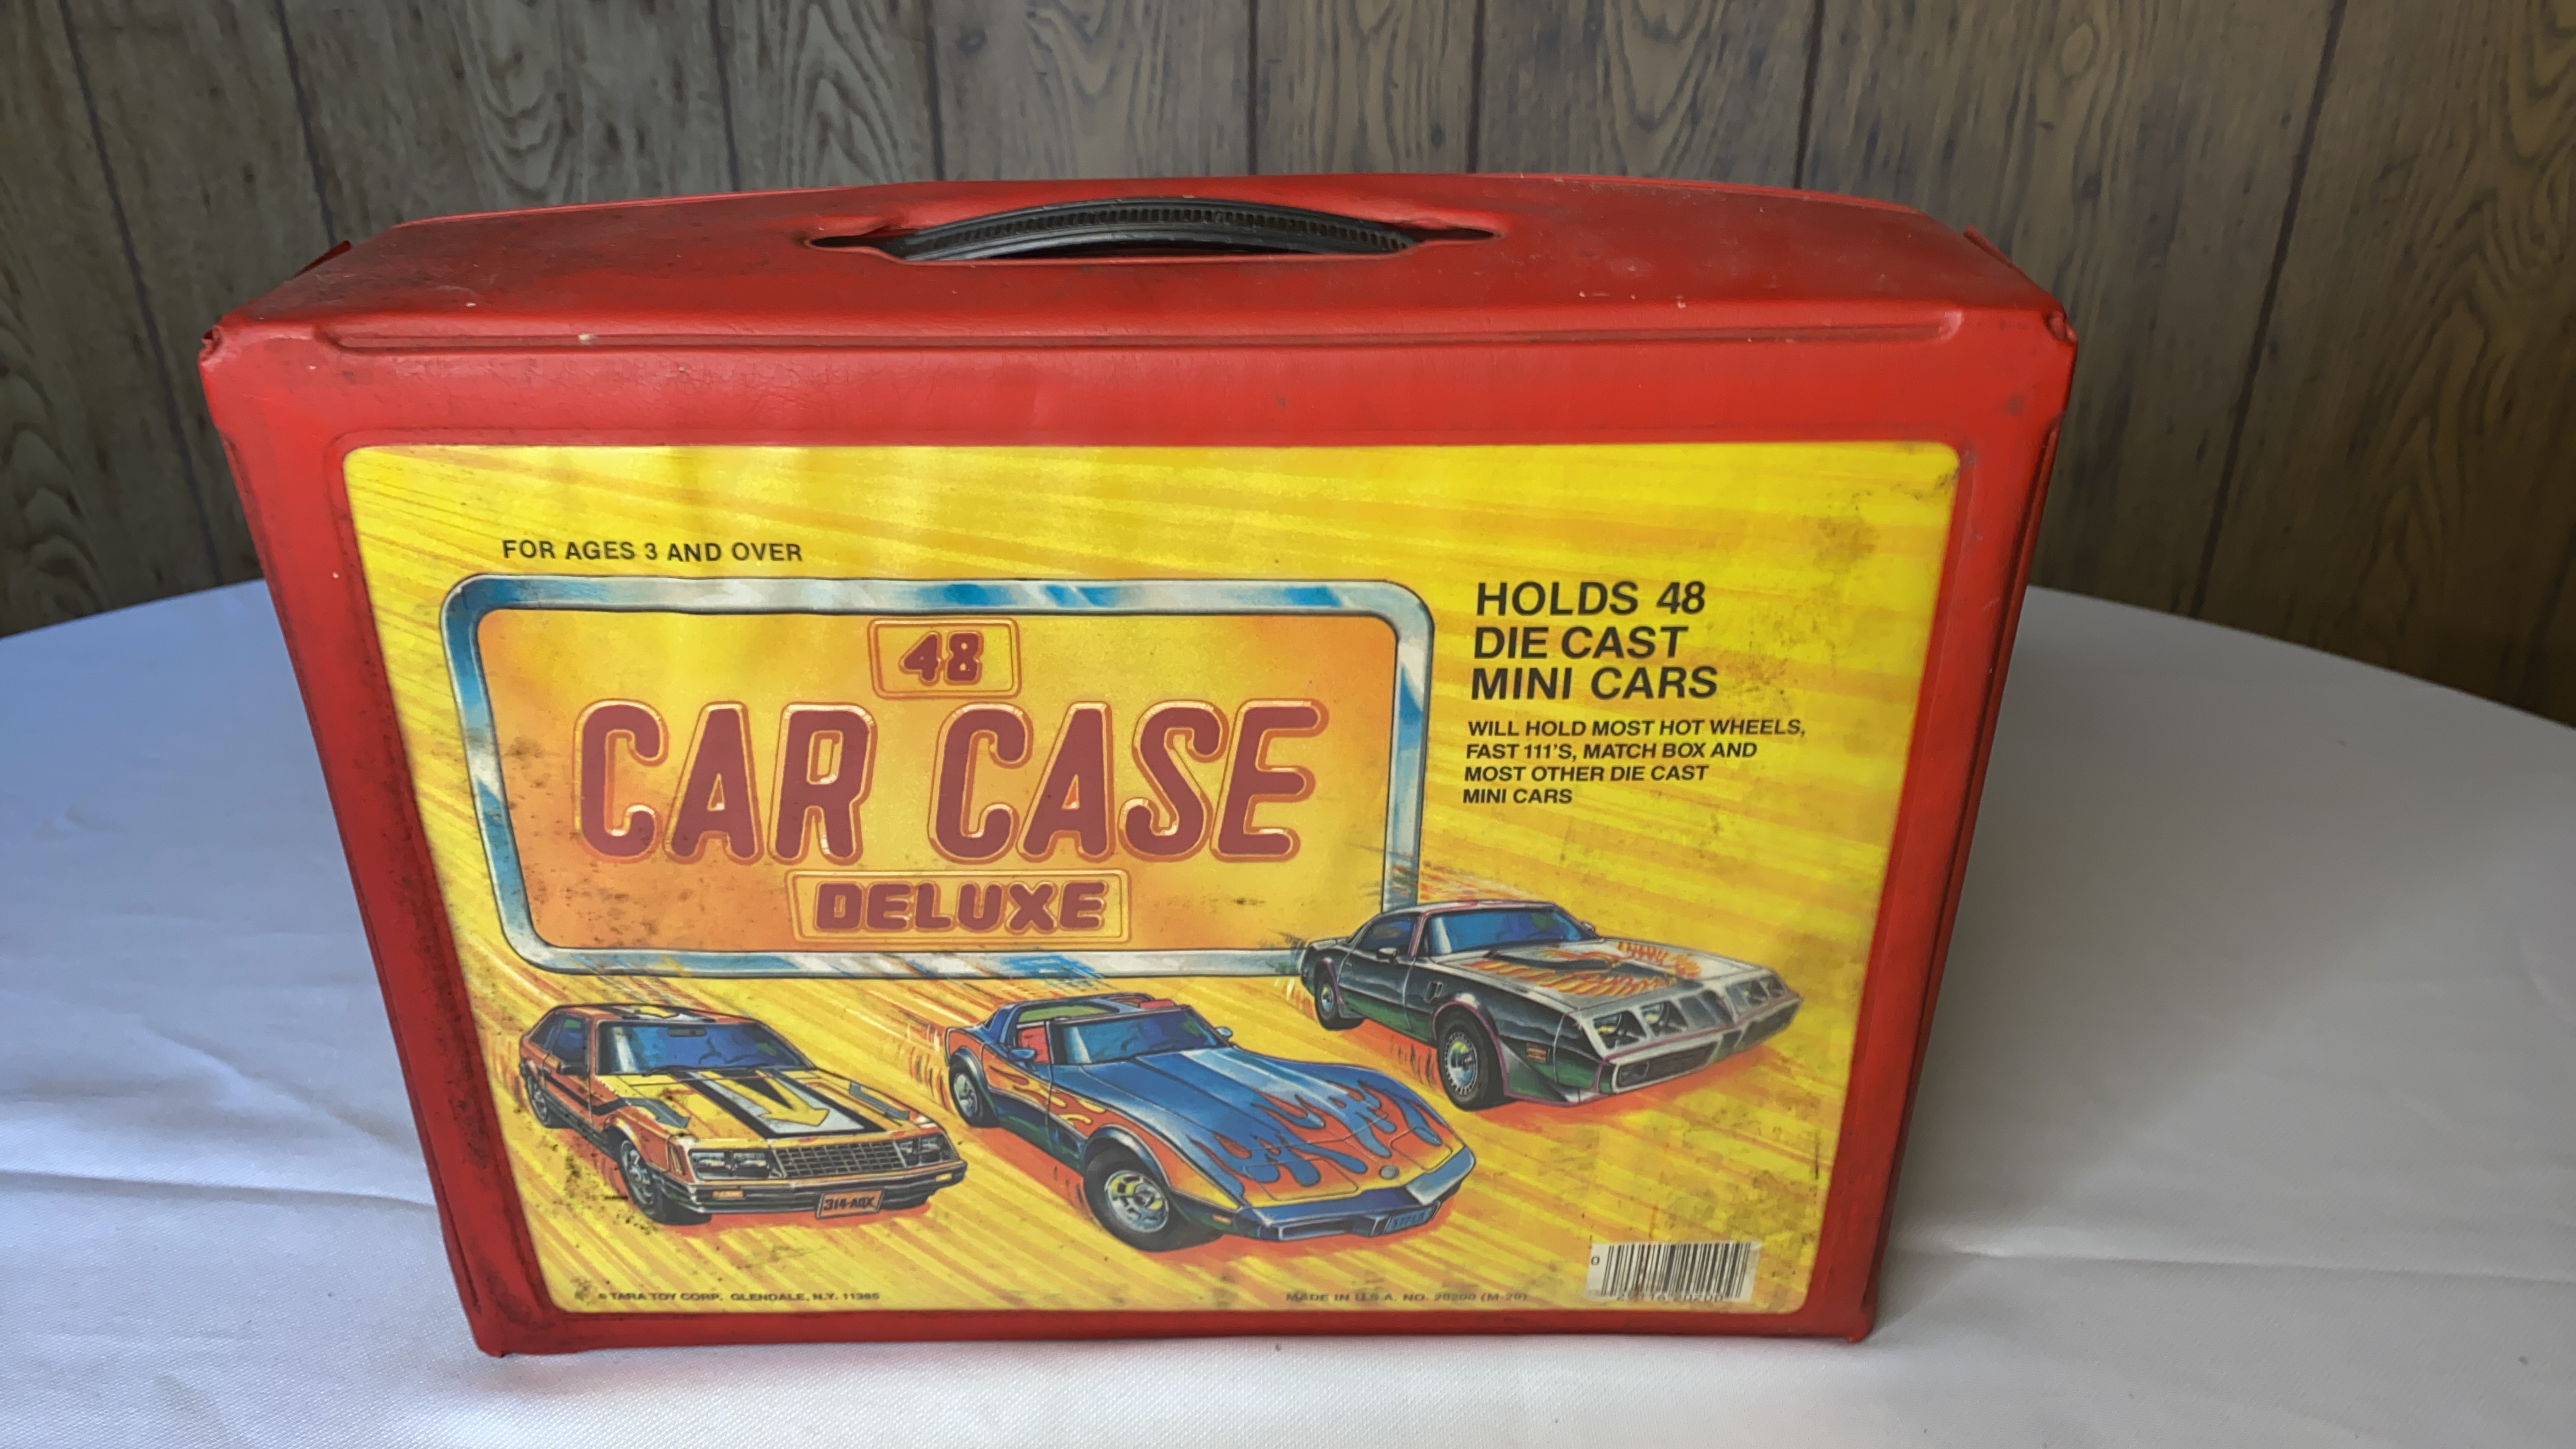 FOR AGES 3 AND OVER
48
CAR CASE
DELUXE
HOLDS 48
DIE CAST
MINI CARS
WILL HOLD MOST HOT WHEELS,
FAST 111'S, MATCH BOX AND
MOST OTHER DIE CAST
MINI CARS
© TARA TOY CORP. GLENDALE, N.Y. 11385
MADE IN U.S.A. NO. 20200 (M-20)
0